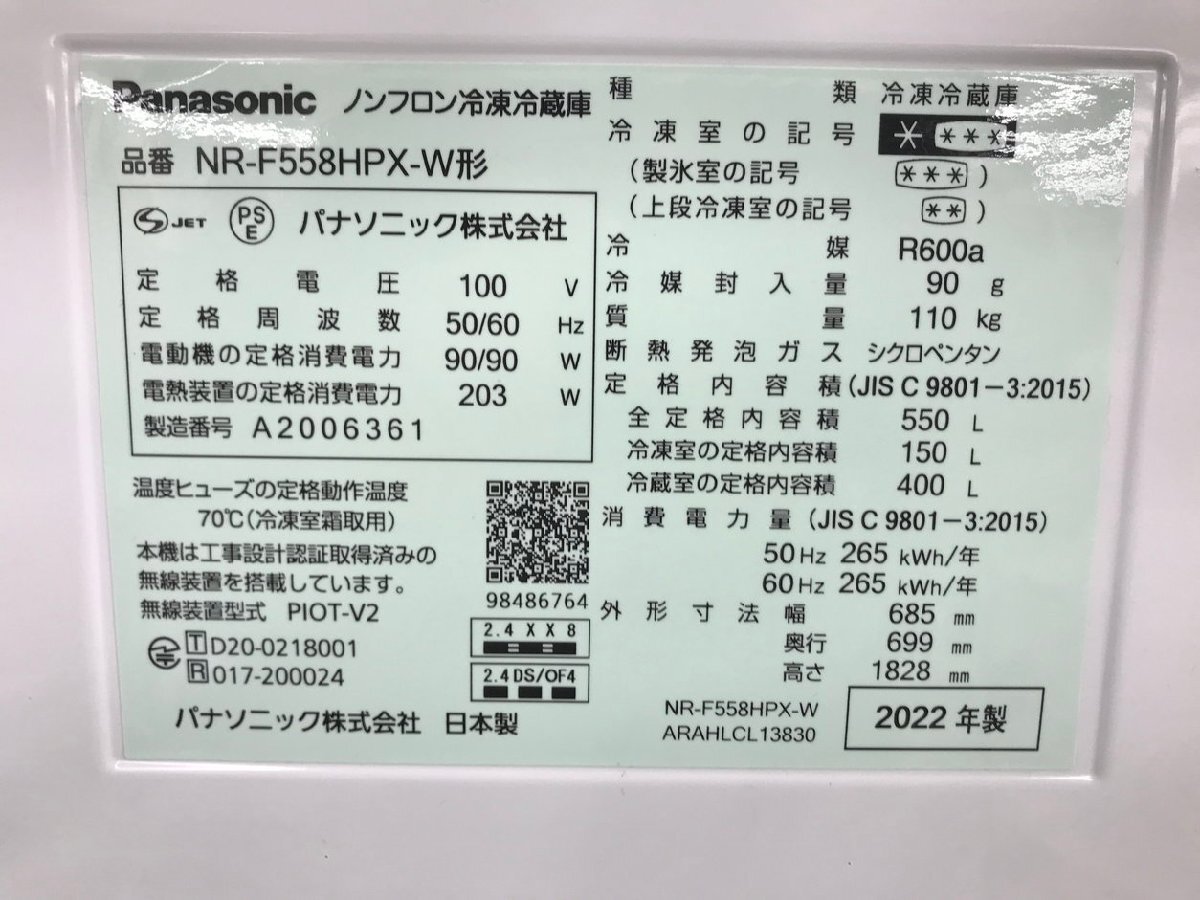 Panasonic ノンフロン冷凍冷蔵庫
品番 NR-F558HPX-W形
S JET PSE パナソニック株式会社
定格電圧 100 V
定格周波数 50/60 Hz
電動機の定格消費電力 90/90 W
電熱装置の定格消費電力 203 W
製造番号 A2006361
温度ヒューズの定格動作温度
70℃(冷凍室霜取用)
本機は工事設計認証取得済みの
無線装置を搭載しています。
無線装置型式 PIOT-V2
T D20-0218001
R 017-200024
98486764
2.4 X X 8
2.4 DS/OF4
パナソニック株式会社 日本製
種類 冷凍冷蔵庫
冷凍室の記号 * ***
(製氷室の記号 ***)
(上段冷凍室の記号 **)
冷媒 R600a
冷媒封入量 90 g
質量 110 kg
断熱発泡ガス シクロペンタン
定格内容積(JIS C 9801-3:2015)
全定格内容積 550 L
冷凍室の定格内容積 150 L
冷蔵室の定格内容積 400 L
消費電力量(JIS C 9801-3:2015)
50Hz 265 kWh/年
60Hz 265 kWh/年
外形寸法幅 685 mm
奥行 699 mm
高さ 1828 mm
NR-F558HPX-W
ARAHLCL13830
2022年製